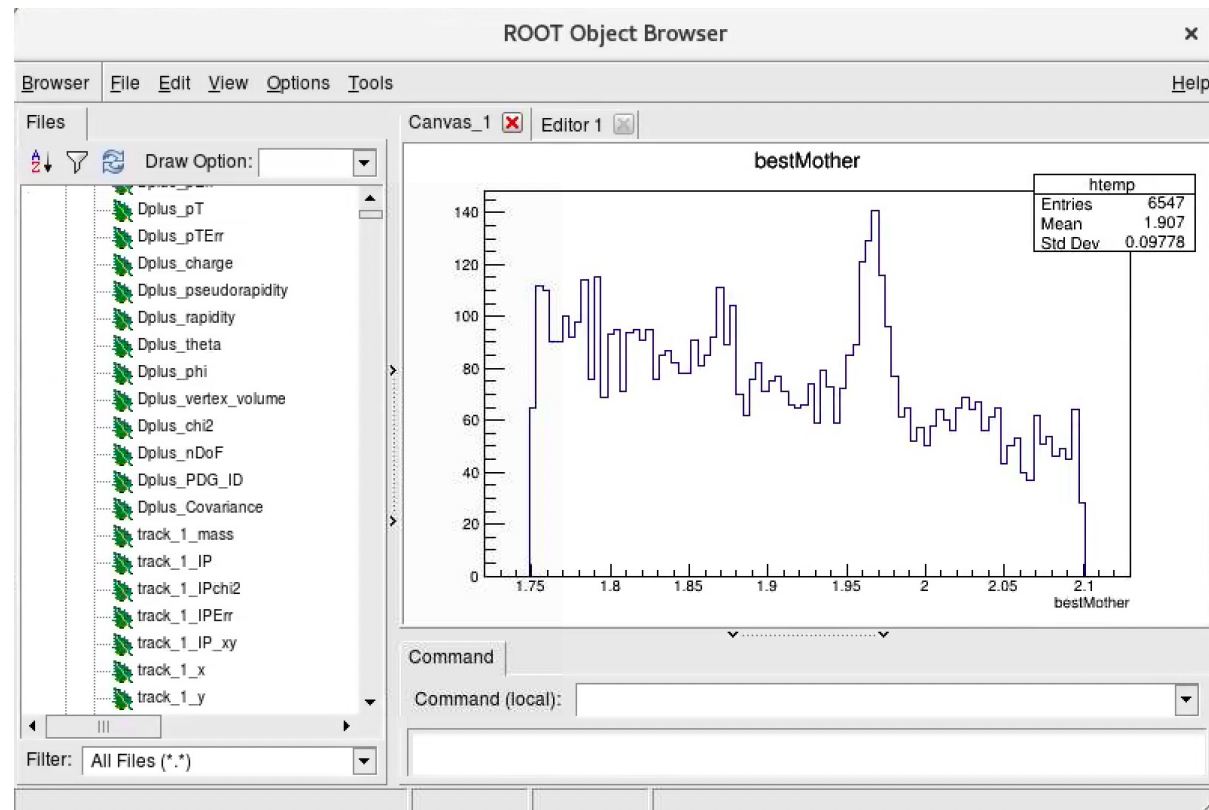 ROOT Object Browser
Browser File Edit View Options Tools Help
Files
Draw Option:
Dplus_pT
Dplus_pTErr
Dplus_charge
Dplus_pseudorapidity
Dplus_rapidity
Dplus_theta
Dplus_phi
Dplus_vertex_volume
Dplus_chi2
Dplus_nDoF
Dplus_PDG_ID
Dplus_Covariance
track_1_mass
track_1_IP
track_1_IPchi2
track_1_IPErr
track_1_IP_xy
track_1_x
track_1_y
Filter: All Files (*.*)
Canvas_1 Editor 1
bestMother
htemp
Entries 6547
Mean 1.907
Std Dev 0.09778
140
120
100
80
60
40
20
0
1.75 1.8 1.85 1.9 1.95 2 2.05 2.1
bestMother
Command
Command (local):